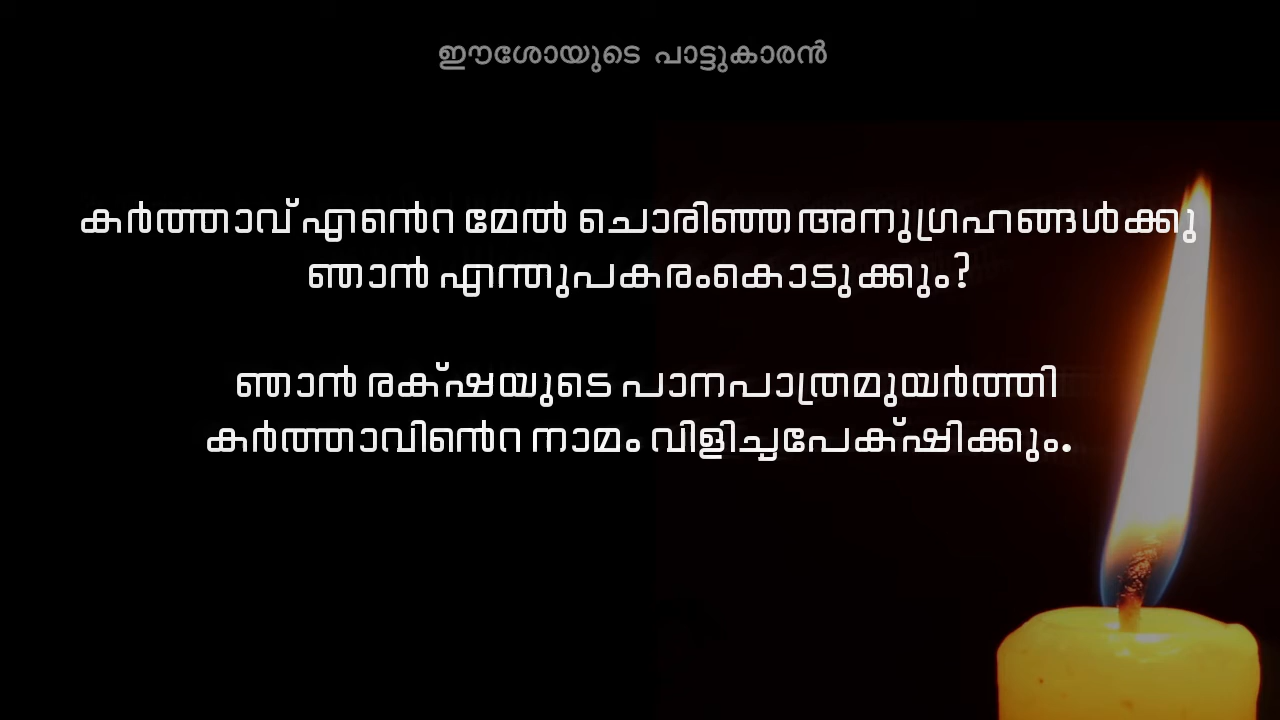 ഈശോയുടെ പാട്ടുകാരൻ
കർത്താവ് എൻെറ മേൽ ചൊരിഞ്ഞ അനുഗ്രഹങ്ങൾക്കു
ഞാൻ എന്തുപകരംകൊടുക്കും?
ഞാൻ രക്‌ഷയുടെ പാനപാത്രമുയർത്തി
കർത്താവിൻെറ നാമം വിളിച്ചപേക്‌ഷിക്കും.